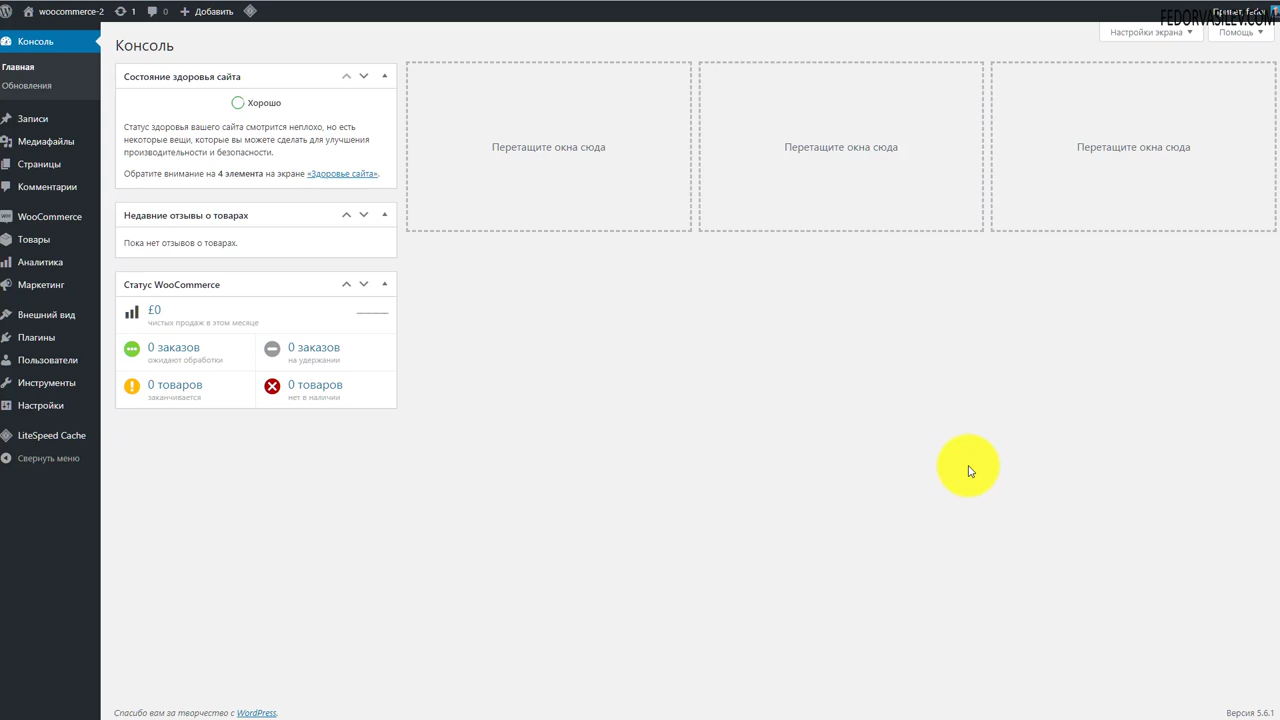 woocommerce-2
1
0
Добавить
FEDORVASILEV.COM
Консоль
Главная
Обновления
Записи
Медиафайлы
Страницы
Комментарии
WooCommerce
Товары
Аналитика
Маркетинг
Внешний вид
Плагины
Пользователи
Инструменты
Настройки
LiteSpeed Cache
Свернуть меню
Настройки экрана
Помощь
Консоль
Состояние здоровья сайта
Хорошо
Статус здоровья вашего сайта смотрится неплохо, но есть
некоторые вещи, которые вы можете сделать для улучшения
производительности и безопасности.
Обратите внимание на 4 элемента на экране «Здоровье сайта».
Недавние отзывы о товарах
Пока нет отзывов о товарах.
Статус WooCommerce
£0
чистых продаж в этом месяце
0 заказов
ожидают обработки
0 заказов
на удержании
0 товаров
заканчивается
0 товаров
нет в наличии
Перетащите окна сюда
Перетащите окна сюда
Перетащите окна сюда
Спасибо вам за творчество с WordPress.
Версия 5.6.1